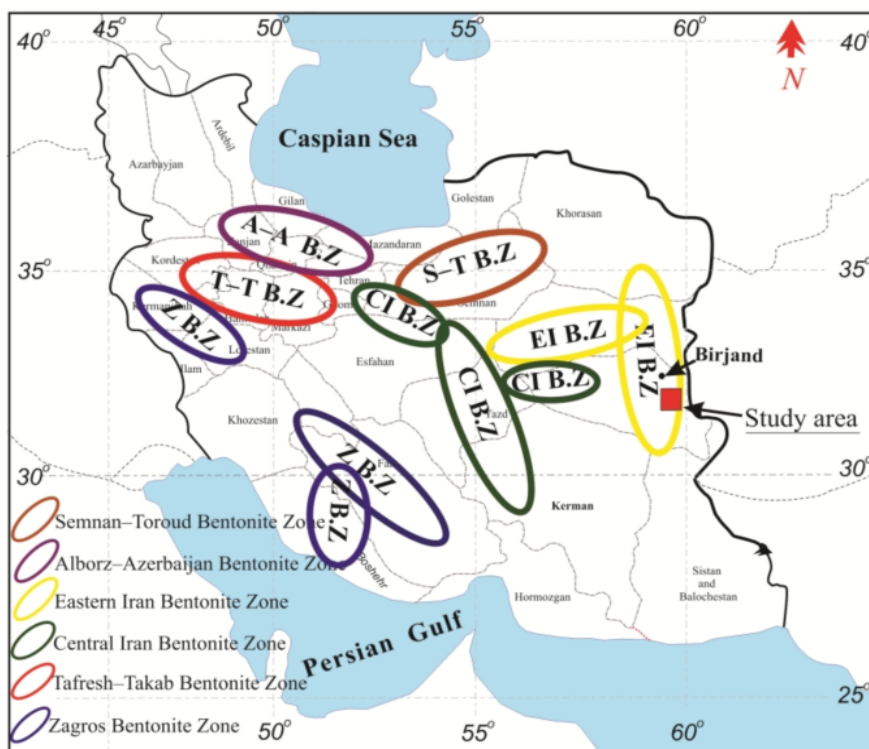 45°
50°
55°
60°
40°
40°
N
Caspian Sea
Ardebil
Azarbayjan
Gilan
Golestan
Khorasan
A–A B.Z
Mazandaran
S–T B.Z
35°
35°
Kordest
Tehran
T–T B.Z
CI B.Z
Semnan
Z B.Z
Markazi
EI B.Z
EI B.Z
Lorestan
Ilam
Esfahan
CI B.Z
Birjand
CI B.Z
Yazd
Study area
Khozestan
30°
30°
Z B.Z
Z B.Z
Kerman
Boshehr
Sistan
and
Balochestan
Hormozgan
Persian Gulf
Semnan–Toroud Bentonite Zone
Alborz–Azerbaijan Bentonite Zone
Eastern Iran Bentonite Zone
Central Iran Bentonite Zone
Tafresh–Takab Bentonite Zone
Zagros Bentonite Zone
25°
50°
55°
60°